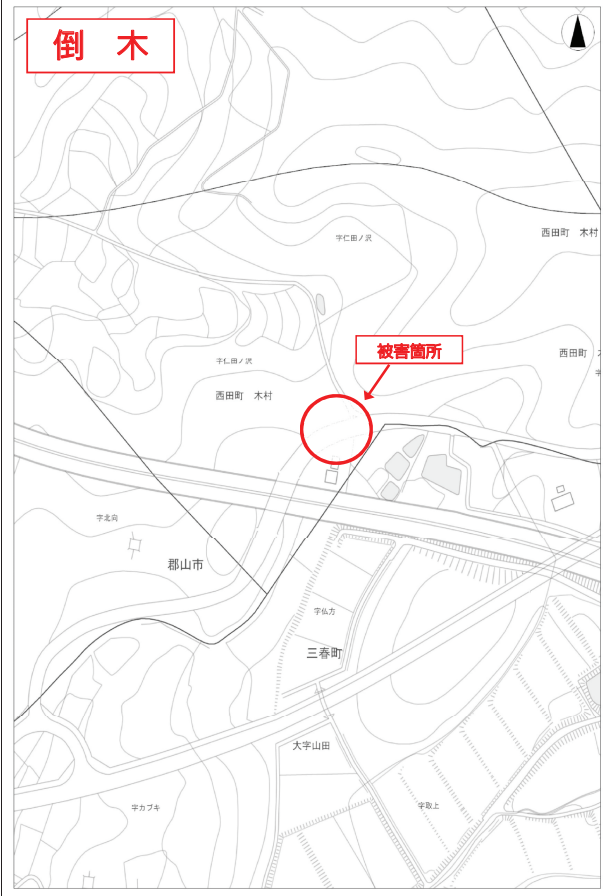 倒 木
字仁田ノ沢
西田町 木村
被害箇所
西田町
字仁田ノ沢
西田町 木村
字北向
郡山市
字仏方
三春町
大字山田
字カブキ
字取上